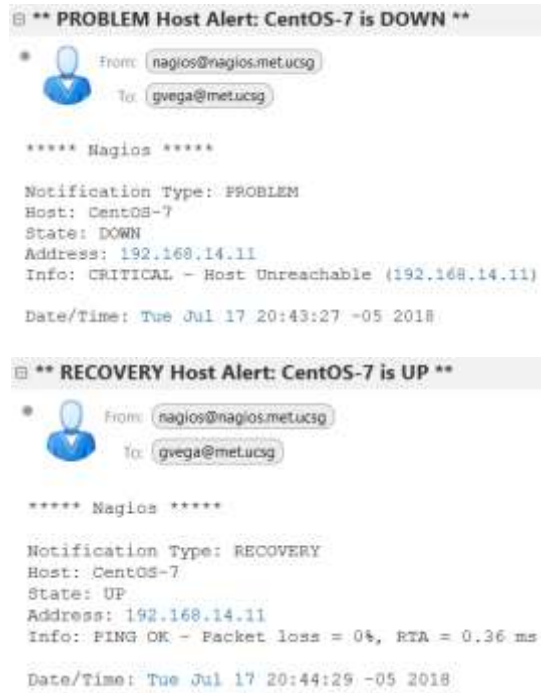 ** PROBLEM Host Alert: CentOS-7 is DOWN **
From: nagios@nagios.met.ucsg
To: gvega@met.ucsg
***** Nagios *****
Notification Type: PROBLEM
Host: CentOS-7
State: DOWN
Address: 192.168.14.11
Info: CRITICAL - Host Unreachable (192.168.14.11)
Date/Time: Tue Jul 17 20:43:27 -05 2018
** RECOVERY Host Alert: CentOS-7 is UP **
From: nagios@nagios.met.ucsg
To: gvega@met.ucsg
***** Nagios *****
Notification Type: RECOVERY
Host: CentOS-7
State: UP
Address: 192.168.14.11
Info: PING OK - Packet loss = 0%, RTA = 0.36 ms
Date/Time: Tue Jul 17 20:44:29 -05 2018